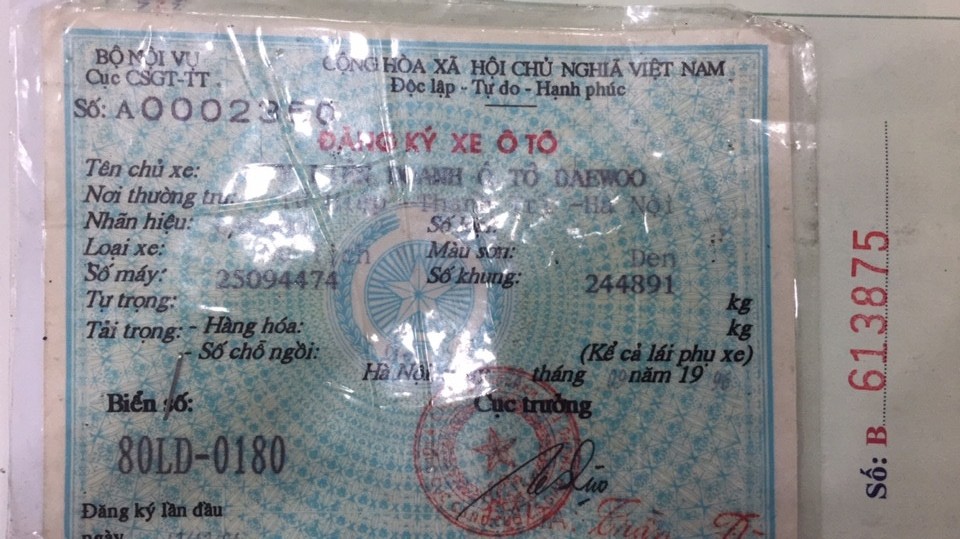 BỘ NỘI VỤ
Cục CSGT-TT
CỘNG HÒA XÃ HỘI CHỦ NGHĨA VIỆT NAM
Độc lập - Tự do - Hạnh phúc
Số: A0002350
ĐĂNG KÝ XE Ô TÔ
Tên chủ xe: DOANH Ô TÔ DAEWOO
Nơi thường -Hà Nội
Nhãn hiệu: Số
Loại xe: Màu sơn: Đen
Số máy: 25094474 Số khung: 244891
Tự trọng: kg
Tải trọng: - Hàng hóa: kg
- Số chỗ ngồi: (Kể cả lái phụ xe)
Hà Nội tháng năm 19
Biển số: Cục trưởng
80LD-0180
Đăng ký lần đầu
ngày
Số: B 613875